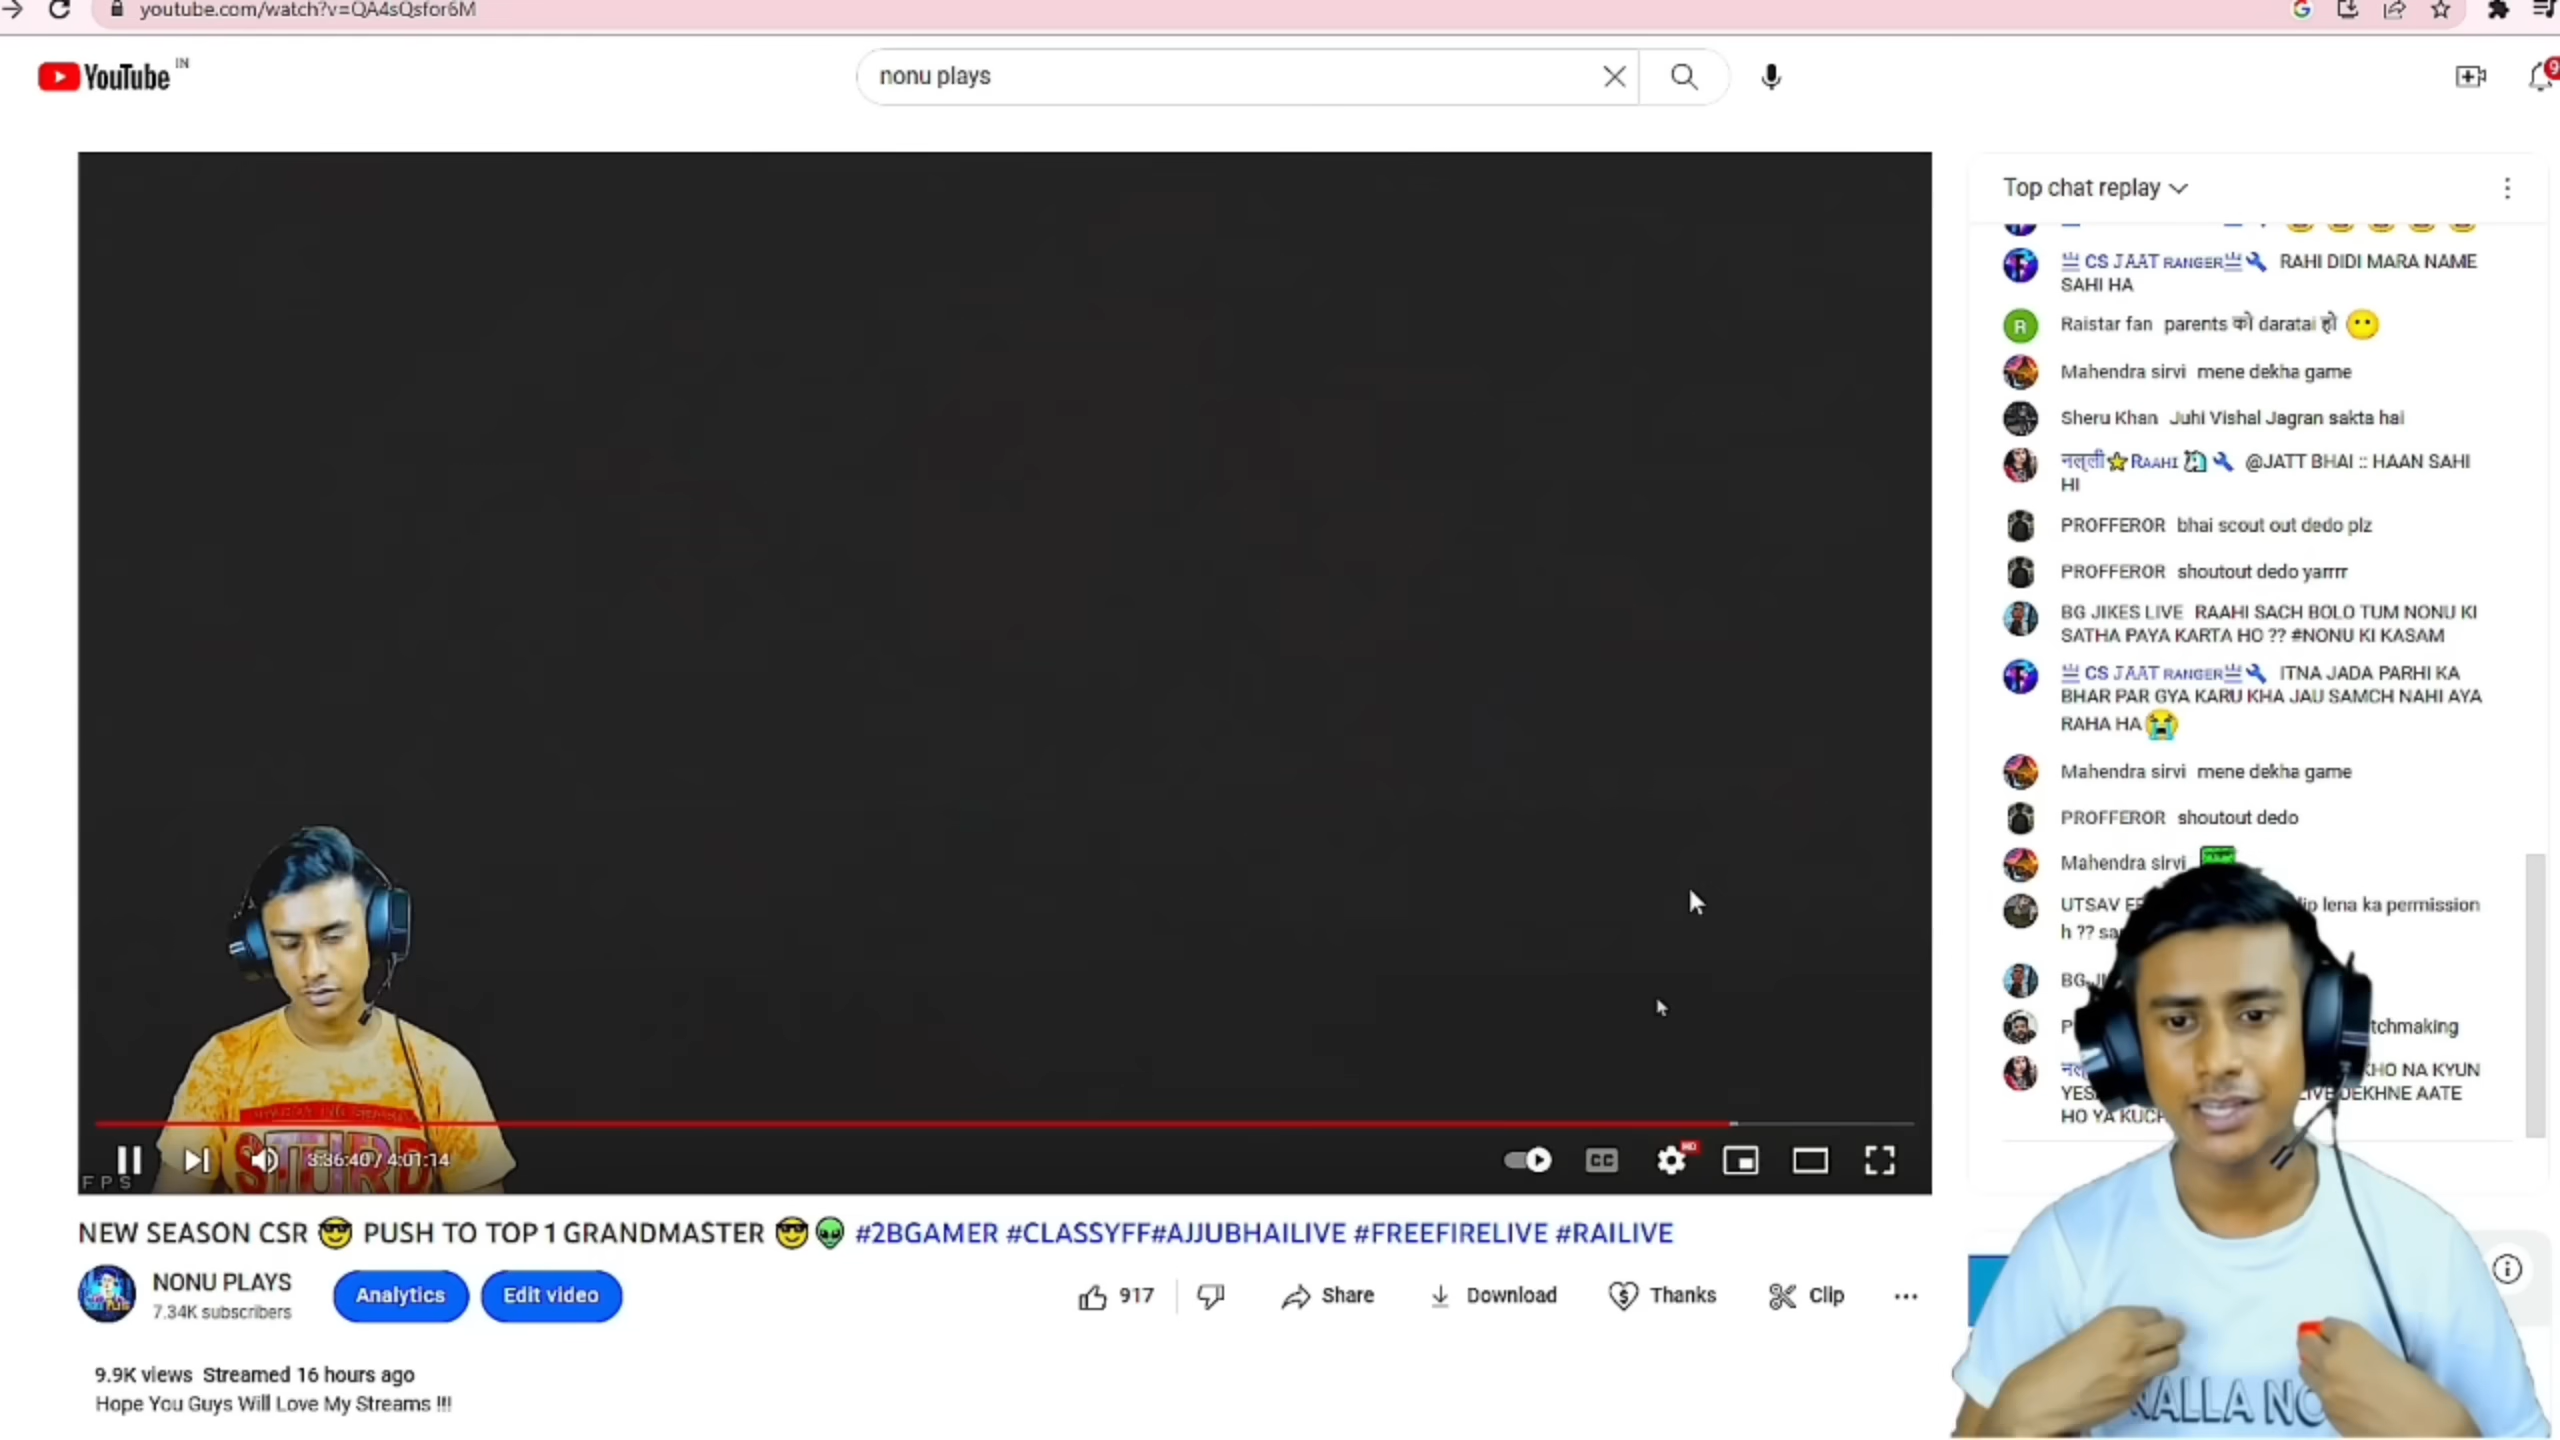 youtube.com/watch?v=QA4sQsfor6M
YouTube IN
nonu plays
9
Top chat replay
♔ CS JAAT RANGER♔ RAHI DIDI MARA NAME
SAHI HA
R
Raistar fan parents को daratai हो
Mahendra sirvi mene dekha game
Sheru Khan Juhi Vishal Jagran sakta hai
नल्ली⭐RAAHI @JATT BHAI :: HAAN SAHI
HI
PROFFEROR bhai scout out dedo plz
PROFFEROR shoutout dedo yarrrr
BG JIKES LIVE RAAHI SACH BOLO TUM NONU KI
SATHA PAYA KARTA HO ?? #NONU KI KASAM
♔ CS JAAT RANGER♔ ITNA JADA PARHI KA
BHAR PAR GYA KARU KHA JAU SAMCH NAHI AYA
RAHA HA😭
Mahendra sirvi mene dekha game
PROFFEROR shoutout dedo
Mahendra sirvi
UTSAV lena ka permission
h ??
BG
tchmaking
KHO NA KYUN
YES DEKHNE AATE
HO YA KUCH
3:36:40 / 4:01:14
CC
HD
FPS
NEW SEASON CSR 😎 PUSH TO TOP 1 GRANDMASTER 😎👽 #2BGAMER #CLASSYFF#AJJUBHAILIVE #FREEFIRELIVE #RAILIVE
NONU PLAYS
7.34K subscribers
Analytics
Edit video
917
Share
Download
Thanks
Clip
9.9K views Streamed 16 hours ago
Hope You Guys Will Love My Streams !!!